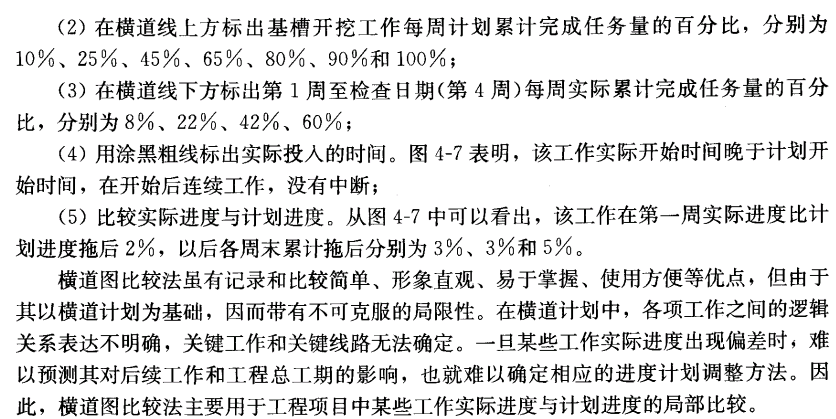 （2）在横道线上方标出基槽开挖工作每周计划累计完成任务量的百分比，分别为
10％、25％、45％、65％、80％、90％和100％；
（3）在横道线下方标出第1周至检查日期(第4周)每周实际累计完成任务量的百分
比，分别为8％、22％、42％、60％；
（4）用涂黑粗线标出实际投入的时间。图4-7表明，该工作实际开始时间晚于计划开
始时间，在开始后连续工作，没有中断；
（5）比较实际进度与计划进度。从图4-7中可以看出，该工作在第一周实际进度比计
划进度拖后2％，以后各周末累计拖后分别为3％、3％和5％。
横道图比较法虽有记录和比较简单、形象直观、易于掌握、使用方便等优点，但由于
其以横道计划为基础，因而带有不可克服的局限性。在横道计划中，各项工作之间的逻辑
关系表达不明确，关键工作和关键线路无法确定。一旦某些工作实际进度出现偏差时，难
以预测其对后续工作和工程总工期的影响，也就难以确定相应的进度计划调整方法。因
此，横道图比较法主要用于工程项目中某些工作实际进度与计划进度的局部比较。